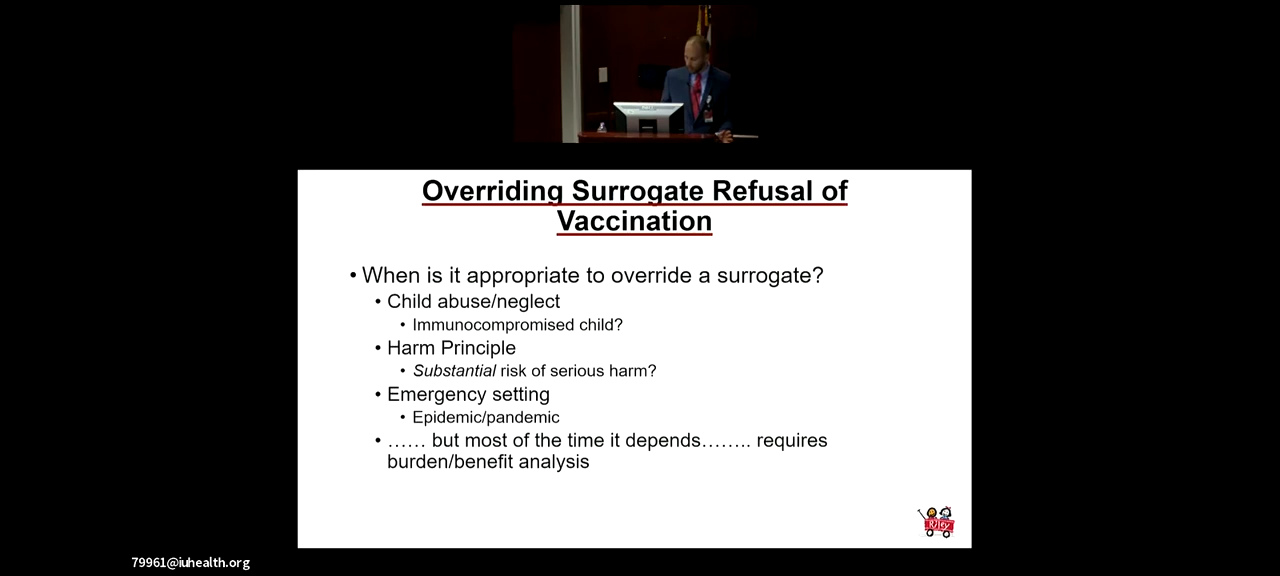 Overriding Surrogate Refusal of
Vaccination
• When is it appropriate to override a surrogate?
• Child abuse/neglect
• Immunocompromised child?
• Harm Principle
• Substantial risk of serious harm?
• Emergency setting
• Epidemic/pandemic
• …… but most of the time it depends…….. requires
burden/benefit analysis
Riley
79961@iuhealth.org